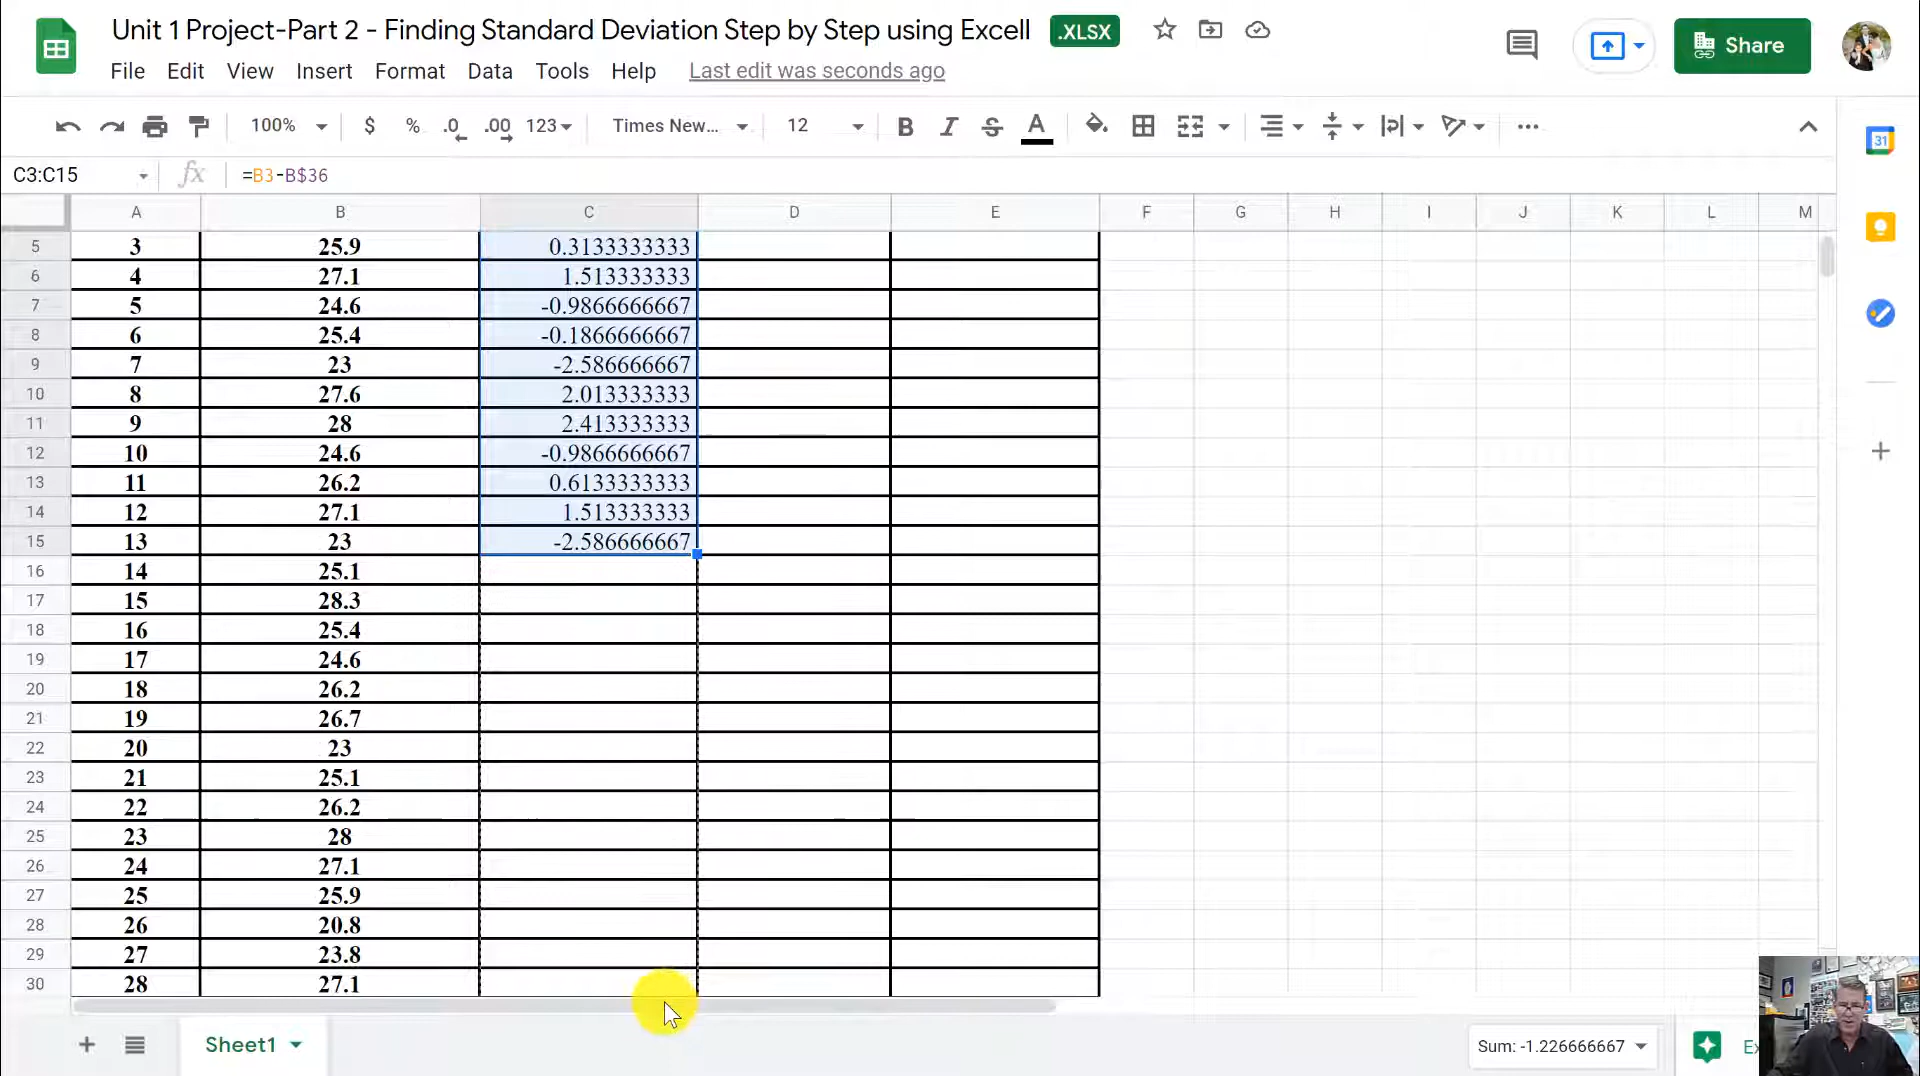 Unit 1 Project-Part 2 - Finding Standard Deviation Step by Step using Excell .XLSX
Share
File Edit View Insert Format Data Tools Help Last edit was seconds ago
100% $ % .0 .00 123 Times New... 12 B I S A
31
C3:C15 fx =B3-B$36
A B C D E F G H I J K L M
5 3 25.9 0.3133333333
6 4 27.1 1.513333333
7 5 24.6 -0.9866666667
8 6 25.4 -0.1866666667
9 7 23 -2.586666667
10 8 27.6 2.013333333
11 9 28 2.413333333
12 10 24.6 -0.9866666667
13 11 26.2 0.6133333333
14 12 27.1 1.513333333
15 13 23 -2.586666667
16 14 25.1
17 15 28.3
18 16 25.4
19 17 24.6
20 18 26.2
21 19 26.7
22 20 23
23 21 25.1
24 22 26.2
25 23 28
26 24 27.1
27 25 25.9
28 26 20.8
29 27 23.8
30 28 27.1
Sheet1 Sum: -1.226666667